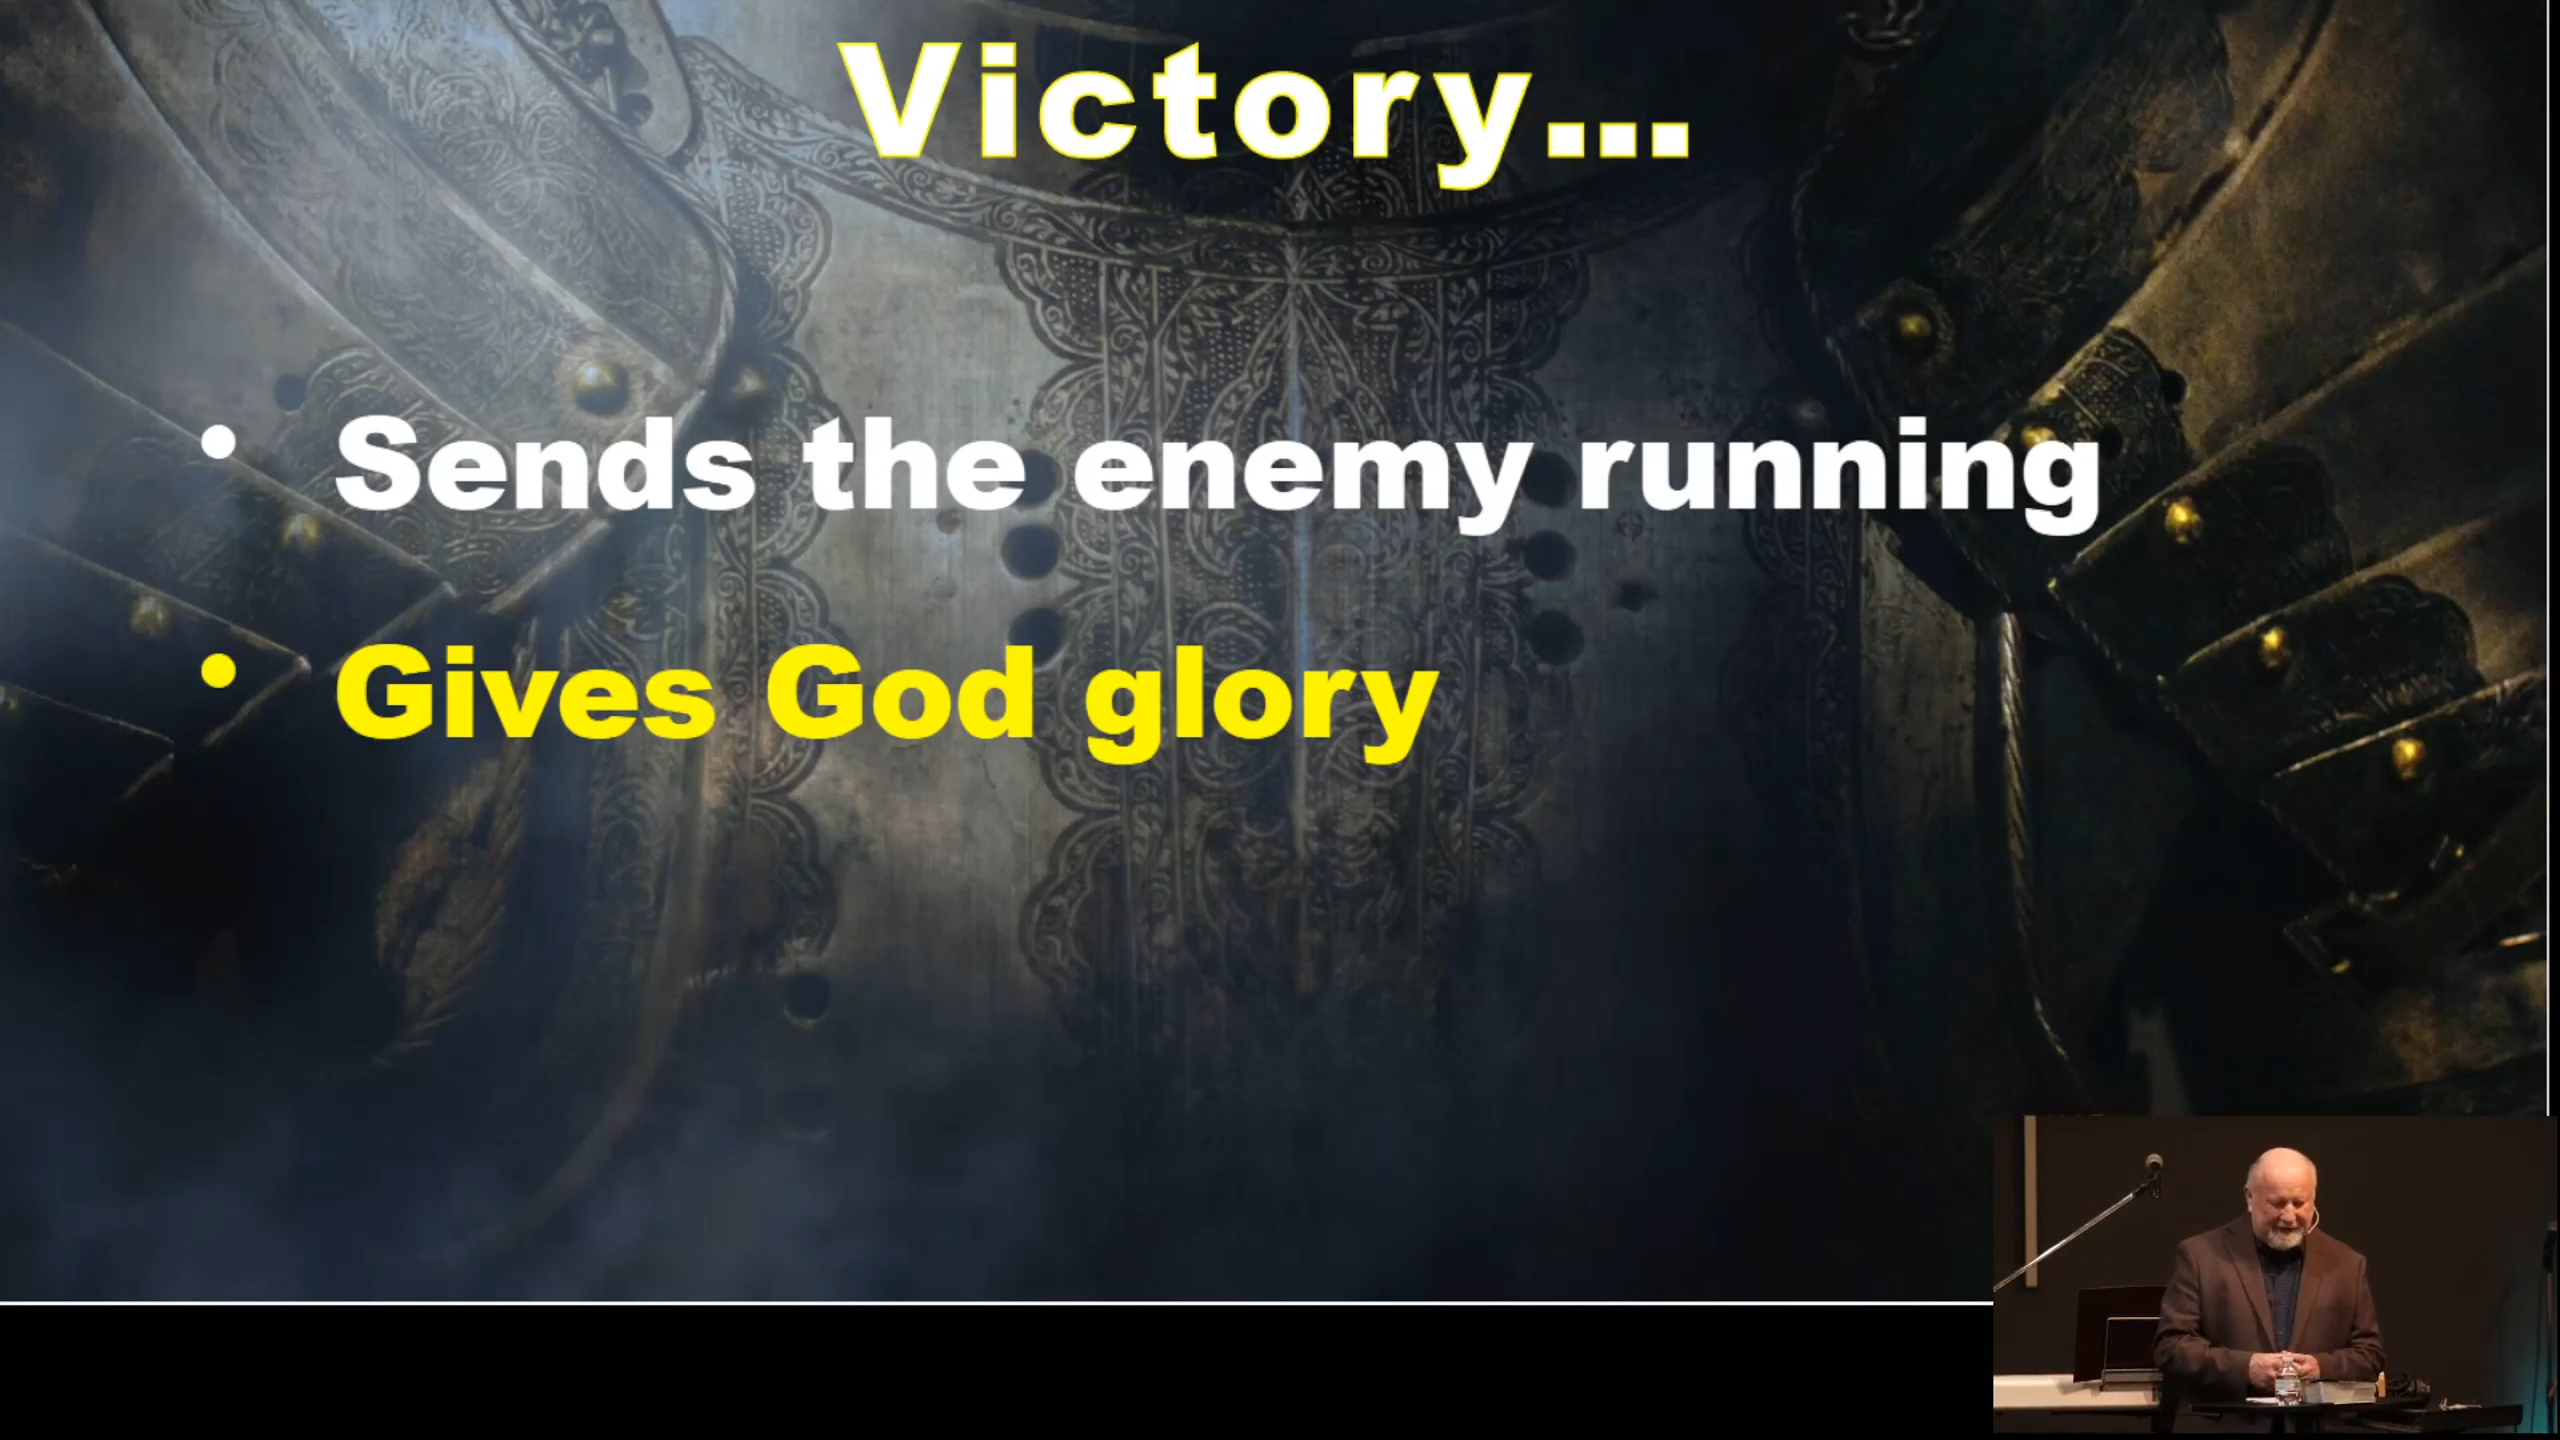 Victory...
• Sends the enemy running
• Gives God glory